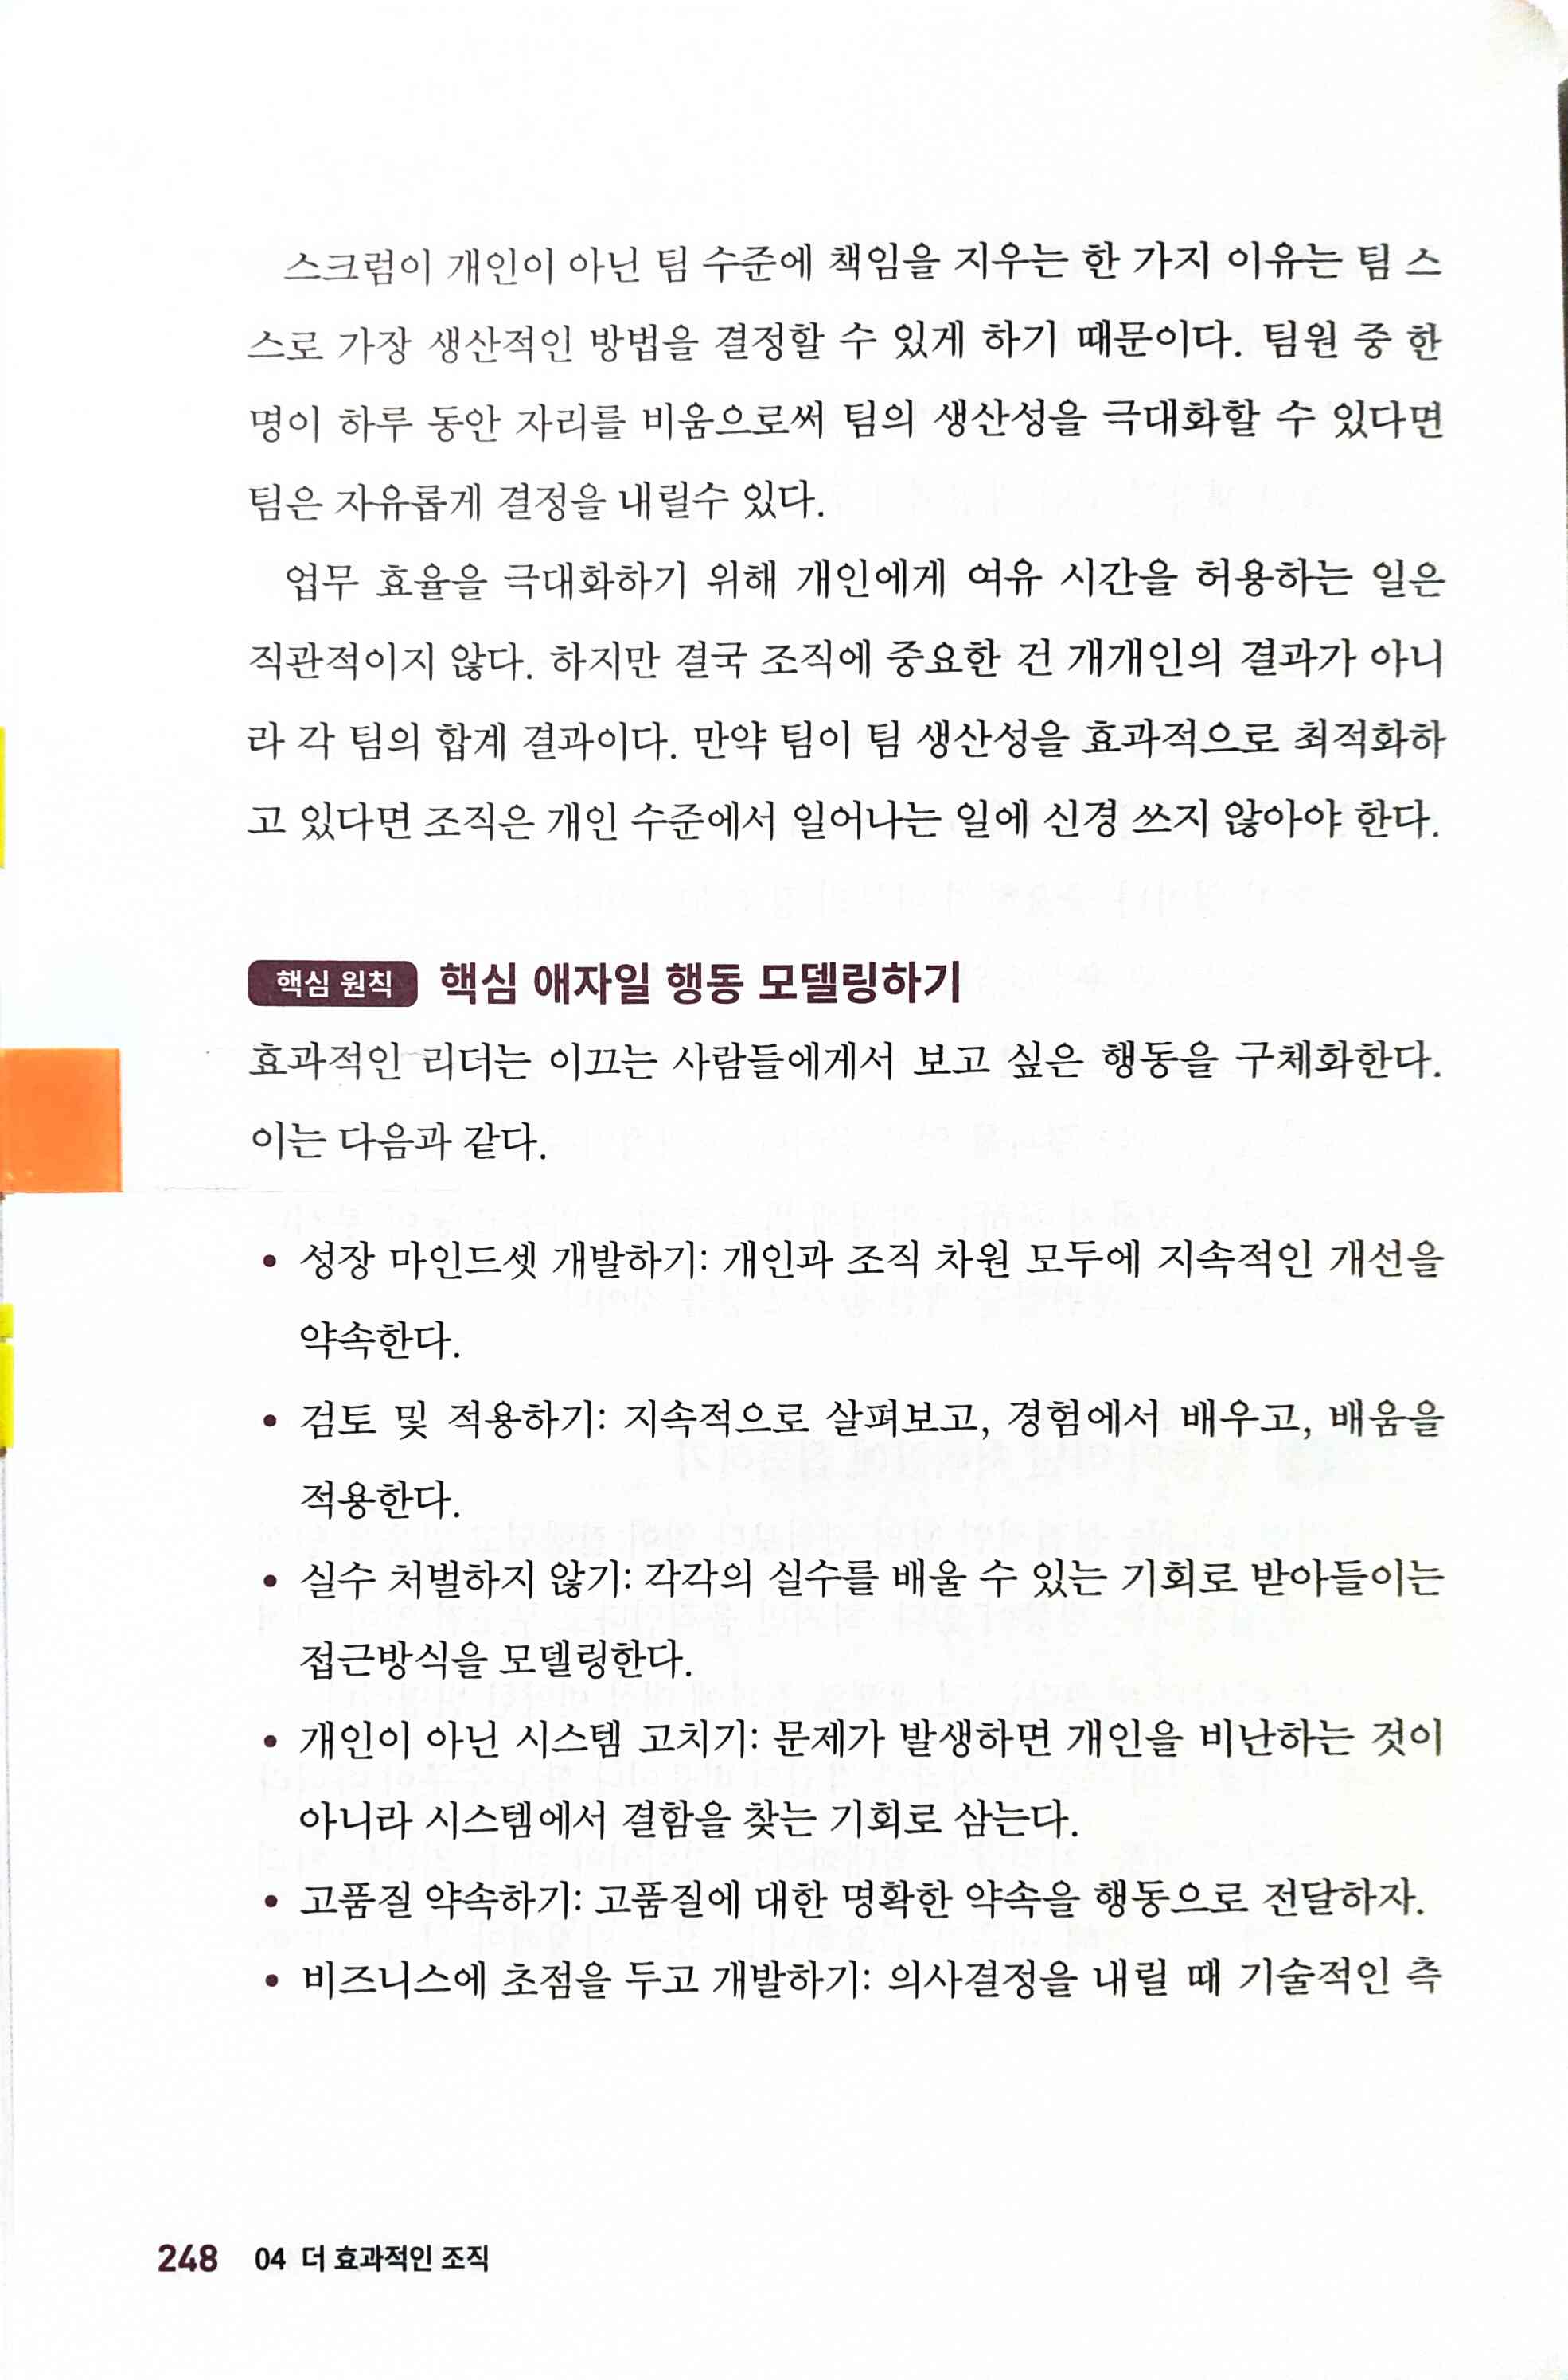 스크럼이 개인이 아닌 팀 수준에 책임을 지우는 한 가지 이유는 팀 스
스로 가장 생산적인 방법을 결정할 수 있게 하기 때문이다. 팀원 중 한
명이 하루 동안 자리를 비움으로써 팀의 생산성을 극대화할 수 있다면
팀은 자유롭게 결정을 내릴수 있다.
업무 효율을 극대화하기 위해 개인에게 여유 시간을 허용하는 일은
직관적이지 않다. 하지만 결국 조직에 중요한 건 개개인의 결과가 아니
라 각 팀의 합계 결과이다. 만약 팀이 팀 생산성을 효과적으로 최적화하
고 있다면 조직은 개인 수준에서 일어나는 일에 신경 쓰지 않아야 한다.
핵심 원칙 핵심 애자일 행동 모델링하기
효과적인 리더는 이끄는 사람들에게서 보고 싶은 행동을 구체화한다.
이는 다음과 같다.
• 성장 마인드셋 개발하기: 개인과 조직 차원 모두에 지속적인 개선을
약속한다.
• 검토 및 적용하기: 지속적으로 살펴보고, 경험에서 배우고, 배움을
적용한다.
• 실수 처벌하지 않기: 각각의 실수를 배울 수 있는 기회로 받아들이는
접근방식을 모델링한다.
• 개인이 아닌 시스템 고치기: 문제가 발생하면 개인을 비난하는 것이
아니라 시스템에서 결함을 찾는 기회로 삼는다.
• 고품질 약속하기: 고품질에 대한 명확한 약속을 행동으로 전달하자.
• 비즈니스에 초점을 두고 개발하기: 의사결정을 내릴 때 기술적인 측
248 04 더 효과적인 조직